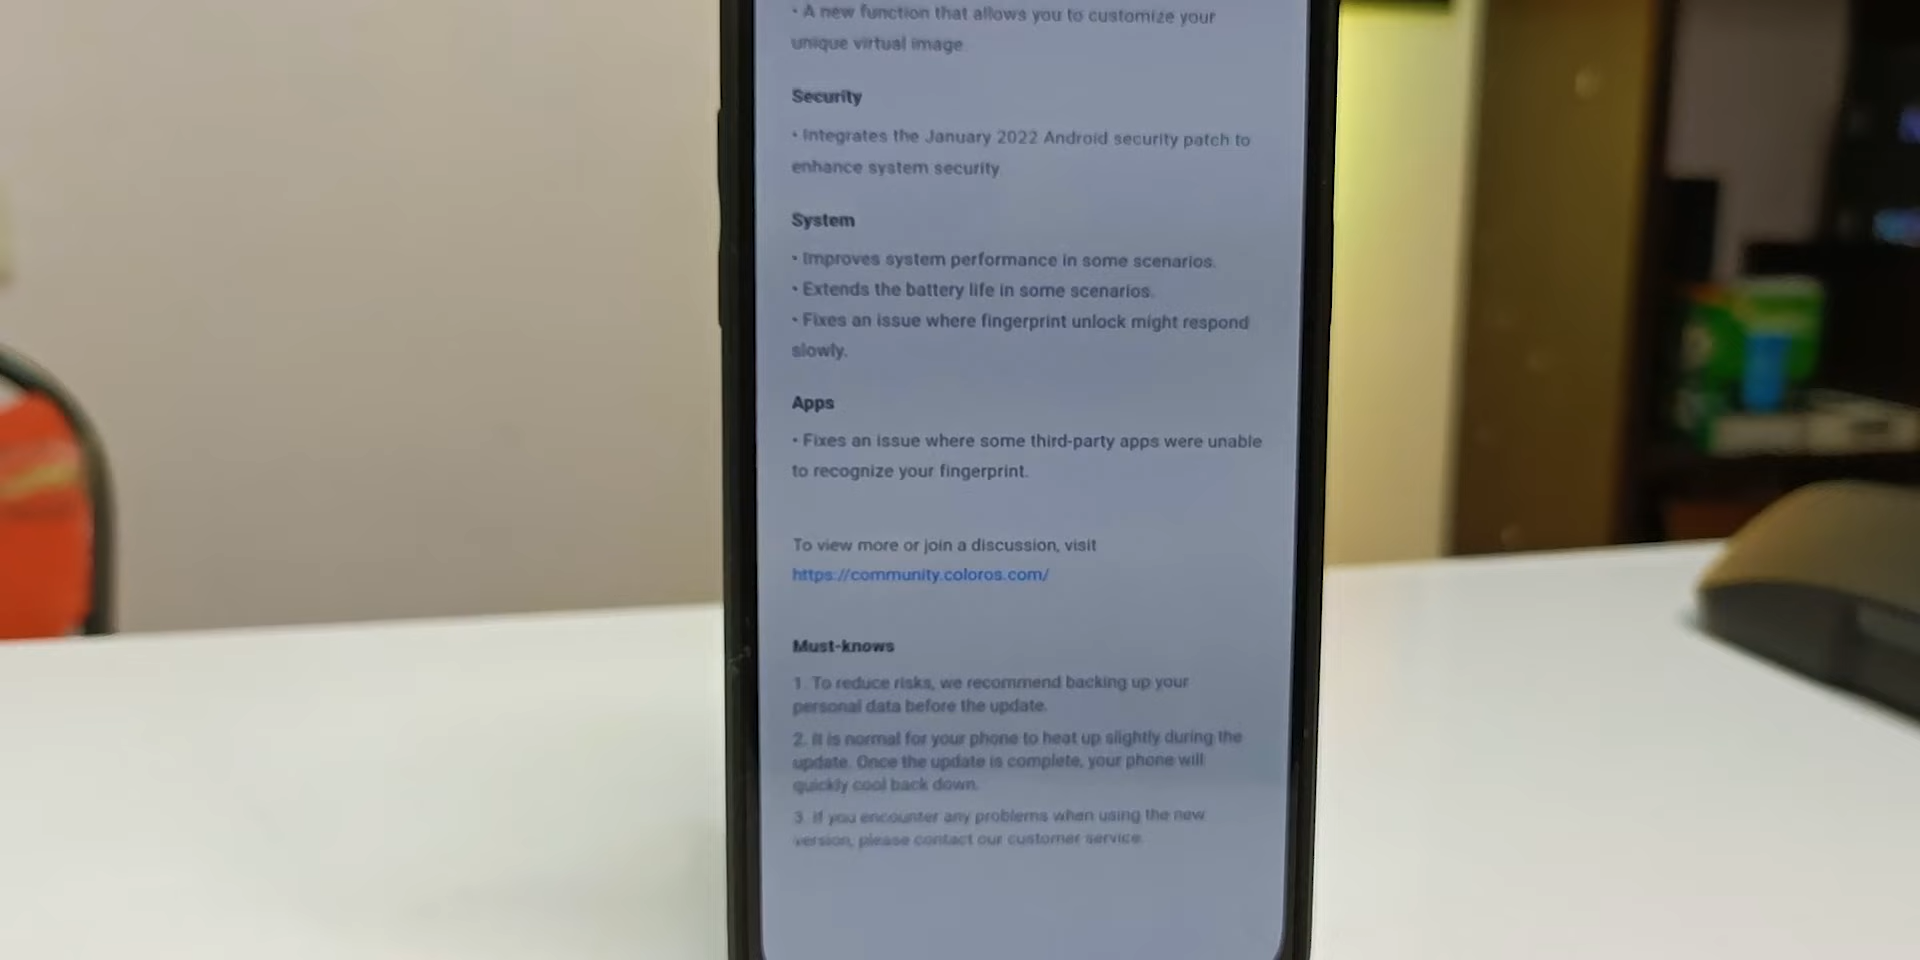 • A new function that allows you to customize your
unique virtual image
Security
• Integrates the January 2022 Android security patch to
enhance system security
System
• Improves system performance in some scenarios.
• Extends the battery life in some scenarios.
• Fixes an issue where fingerprint unlock might respond
slowly.
Apps
• Fixes an issue where some third-party apps were unable
to recognize your fingerprint.
To view more or join a discussion, visit
https://community.coloros.com/
Must-knows
1. To reduce risks, we recommend backing up your
personal data before the update.
2. It is normal for your phone to heat up slightly during the
update. Once the update is complete, your phone will
quickly cool back down.
3. If you encounter any problems when using the new
version, please contact our customer service.